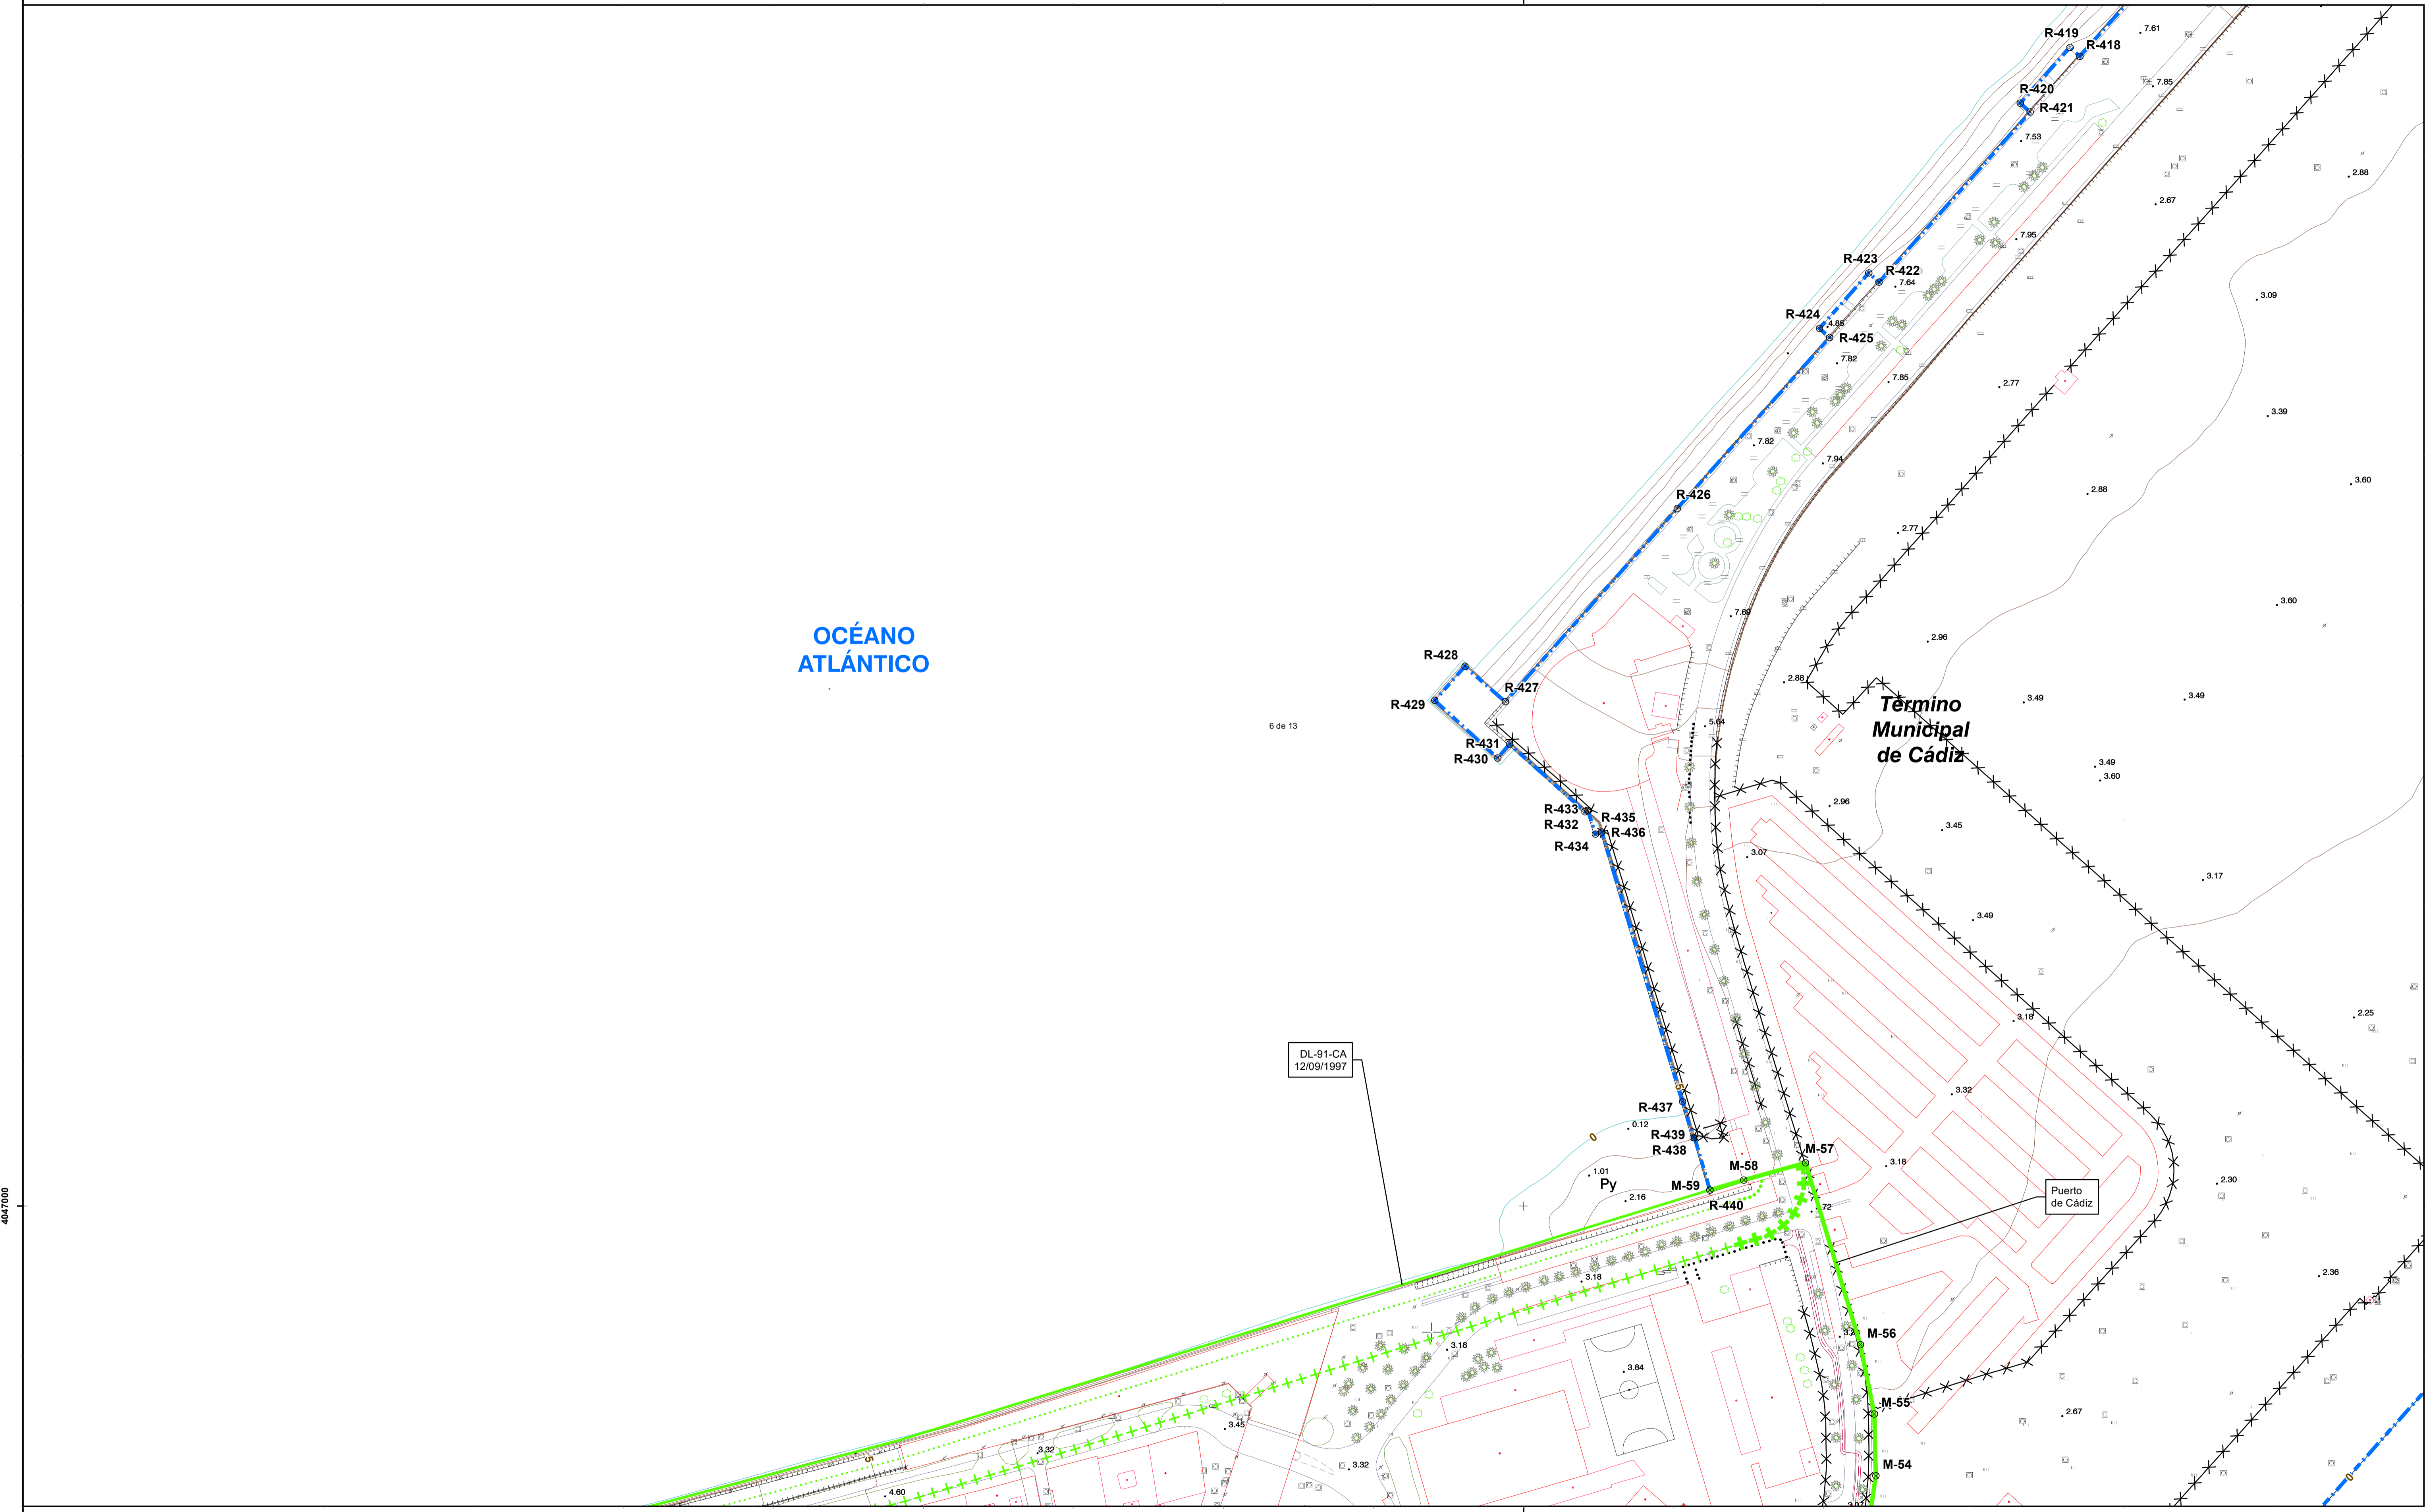 R-419
R-418
7.61
7.85
R-420
R-421
7.53
2.88
2.67
7.95
R-423
R-422
7.64
3.09
R-424
4.85
R-425
7.82
7.85
2.77
3.39
7.82
7.94
R-426
2.88
3.60
2.77
7.69
3.60
OCÉANO
ATLÁNTICO
2.96
R-428
R-427
R-429
2.88
3.49
3.49
Término
Municipal
de Cádiz
6 de 13
5.64
R-431
R-430
3.49
3.60
R-433
R-432
R-435
R-436
R-434
2.96
3.45
3.07
3.17
3.49
3.18
2.25
DL-91-CA
12/09/1997
5
3.32
R-437
0.12
0
R-439
R-438
M-57
3.18
M-58
1.01
Py
M-59
2.16
R-440
Puerto
de Cádiz
2.30
4047000
3.18
2.36
M-56
3.18
3.84
M-55
2.67
3.45
3.32
5
3.32
M-54
0
4.60